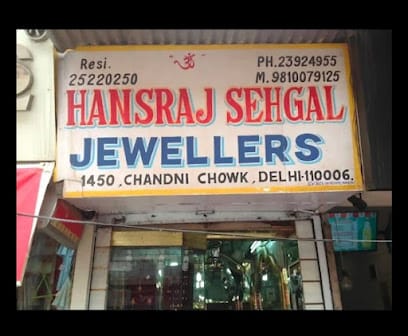 "ॐ"
Resi. PH.23924955
25220250 M.9810079125
HANSRAJ SEHGAL
JEWELLERS
1450, CHANDNI CHOWK, DELHI-110006.